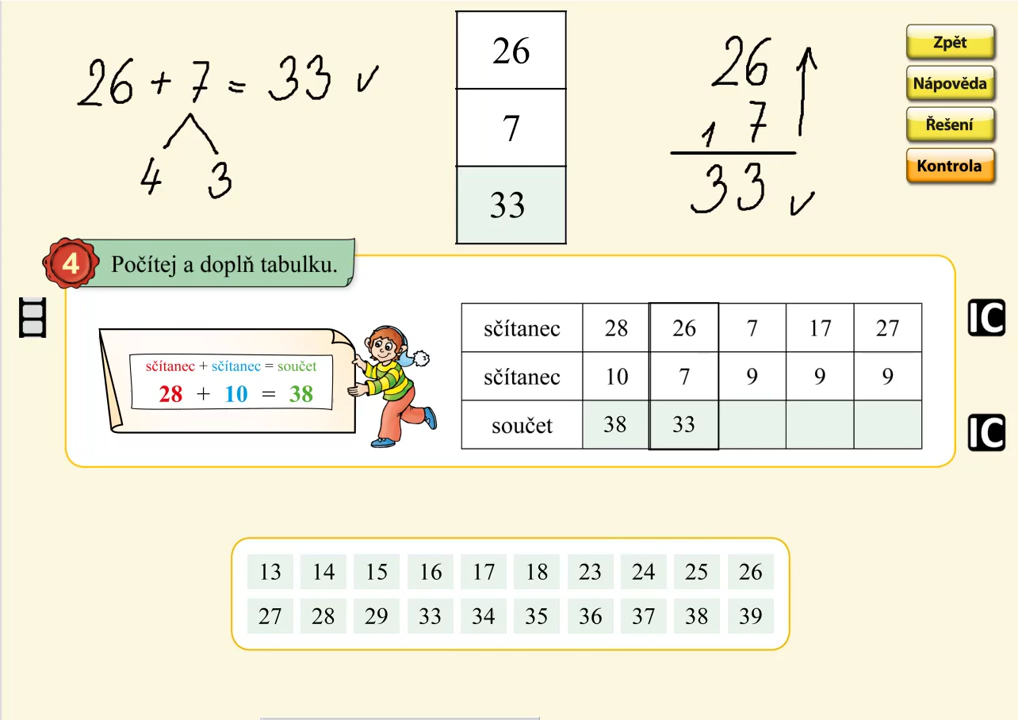 26 + 7 = 33 ✓
4 3
26
7
33
26
1 7
33 ✓
Zpět
Nápověda
Řešení
Kontrola
4 Počítej a doplň tabulku.
sčítanec + sčítanec = součet
28 + 10 = 38
sčítanec 28 26 7 17 27
sčítanec 10 7 9 9 9
součet 38 33
IC
IC
13 14 15 16 17 18 23 24 25 26
27 28 29 33 34 35 36 37 38 39